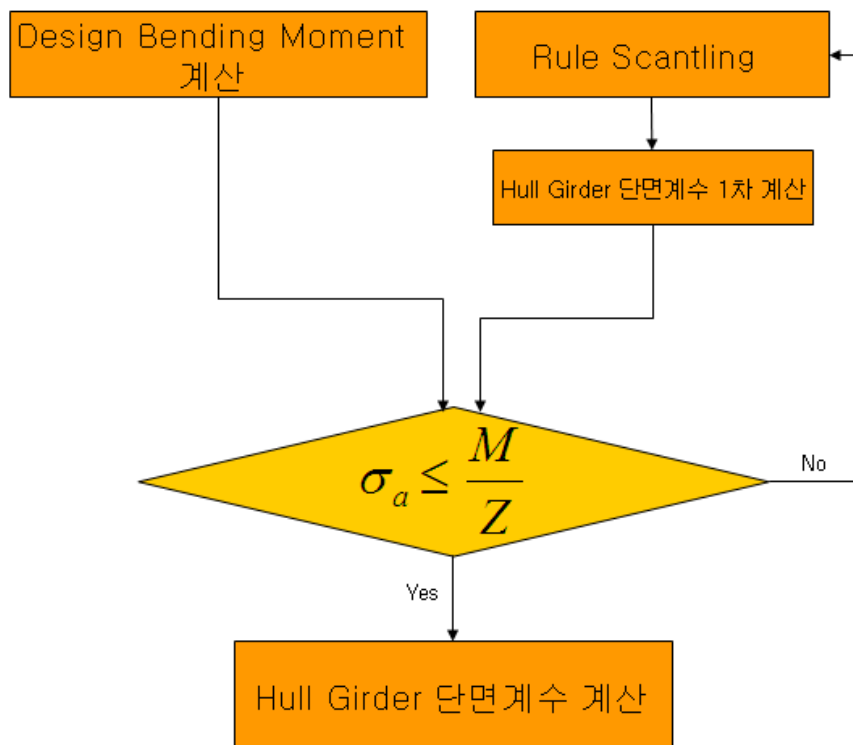 Design Bending Moment
계산
Rule Scantling
Hull Girder 단면계수 1차 계산
σₐ ≤ M/Z
No
Yes
Hull Girder 단면계수 계산